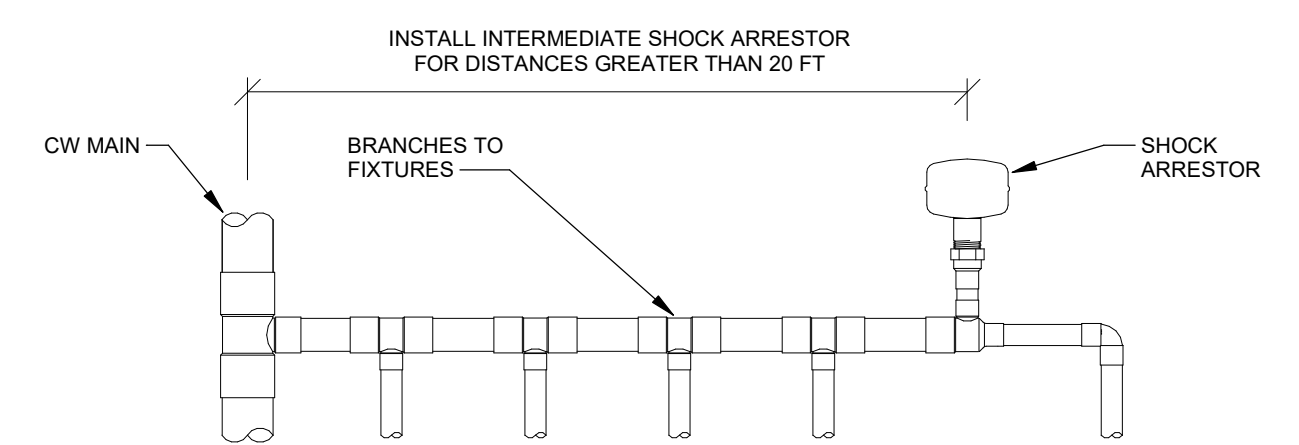 INSTALL INTERMEDIATE SHOCK ARRESTOR
FOR DISTANCES GREATER THAN 20 FT
CW MAIN
BRANCHES TO
FIXTURES
SHOCK
ARRESTOR